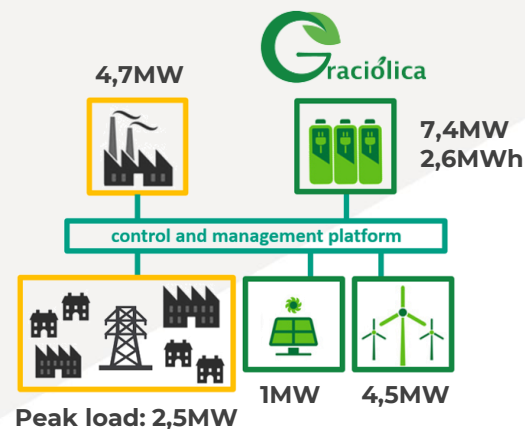 Graciólica
4,7MW
7,4MW
2,6MWh
control and management platform
1MW
4,5MW
Peak load: 2,5MW